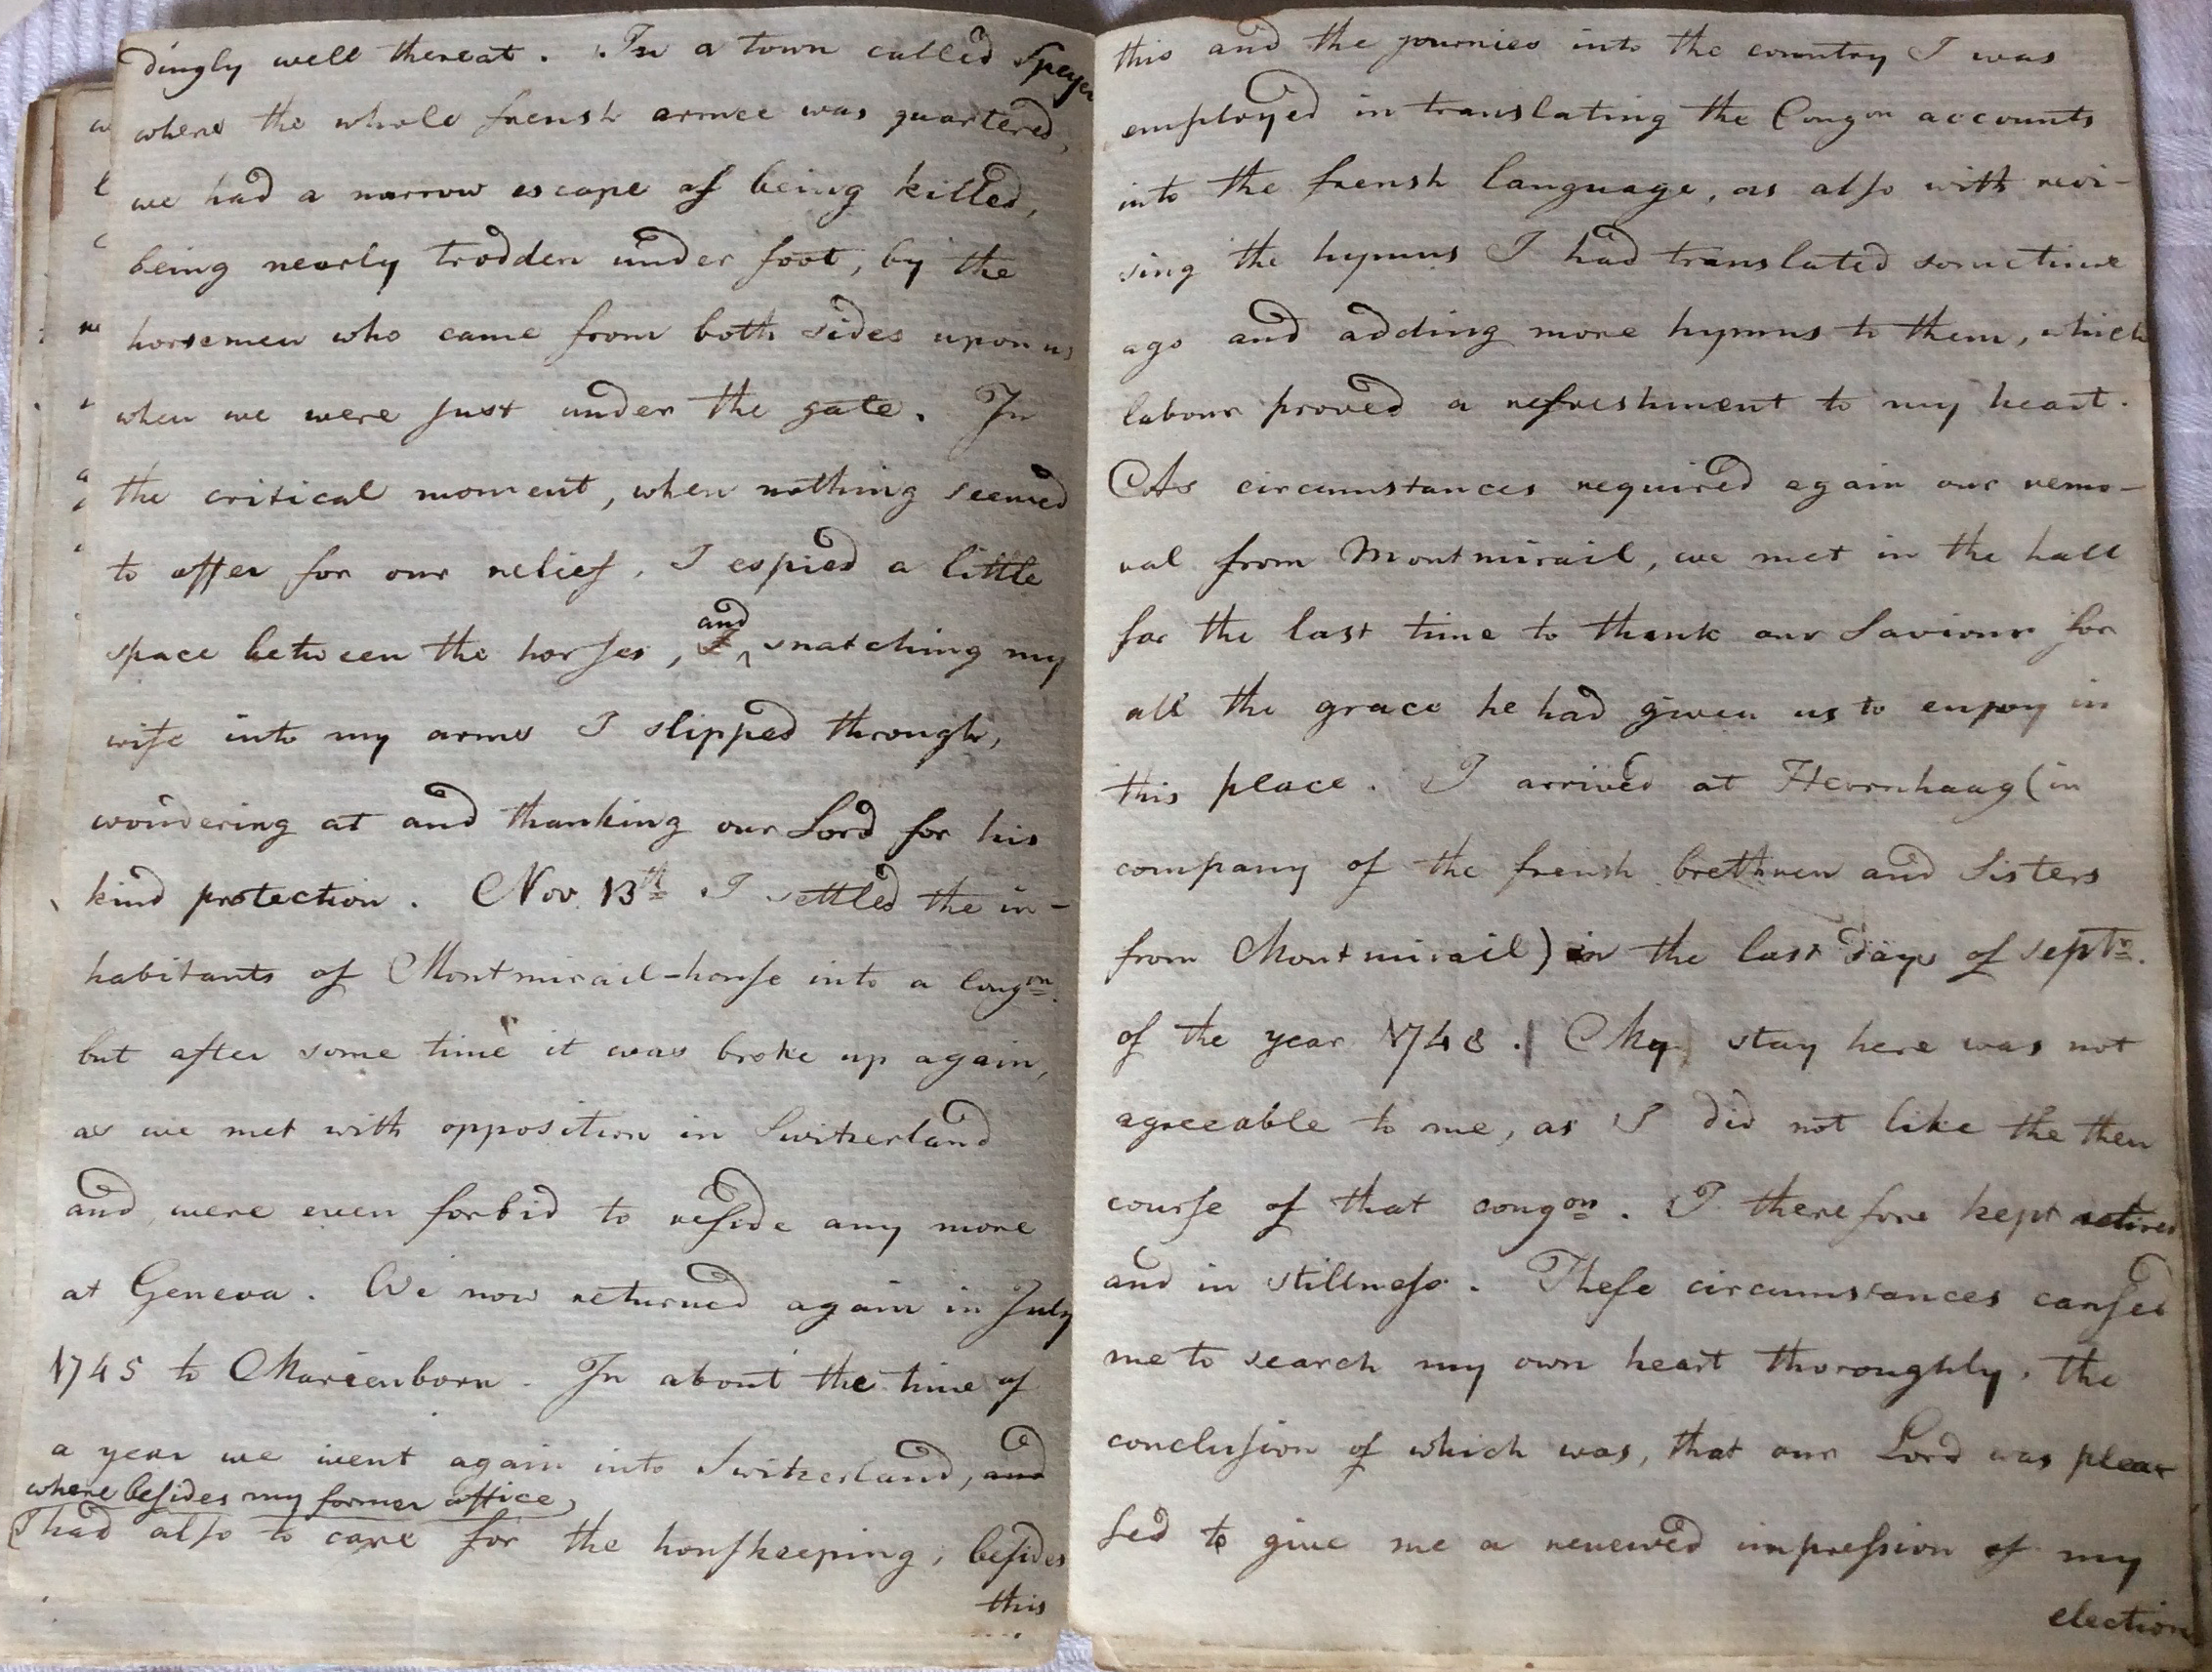 dingly well thereat. In a town called Speyer
where the whole frensh armee was quartered,
we had a narrow escape of being killed,
being nearly trodden under foot, by the
horsemen who came from both sides upon us
when we were just under the gate. In
the critical moment, when nothing seemed
to offer for our relief, I espied a little
space between the horses, and snatching my
wife into my arms I slipped through,
wondering at and thanking our Lord for his
kind protection. Nov. 13th I settled the in-
habitants of Montmirail-house into a congon.
but after some time it was broke up again,
as we met with opposition in Switzerland
and were even forbid to reside any more
at Geneva. We now returned again in July
1745 to Marienborn. In about the time of
a year we went again into Switzerland, and
where besides my former office,
I had also to care for the houskeeping, besides
this
this and the journies into the country I was
employed in translating the Congon accounts
into the frensh language, as also with revi-
sing the hymns I had translated sometime
ago and adding more hymns to them, which
labour proved a refreshment to my heart.
As circumstances required again our remo-
val from Montmirail, we met in the hall
for the last time to thank our Saviour for
all the grace he had given us to enjoy in
this place. I arrived at Herrnhaag (in
company of the frensh brethren and Sisters
from Montmirail) in the last days of septr.
of the year 1748. My stay here was not
agreeable to me, as I did not like the then
course of that congon. I therefore kept retired
and in stillness. These circumstances caused
me to search my own heart thoroughly, the
conclusion of which was, that our Lord was plea
sed to give me a renewed impression of my
election